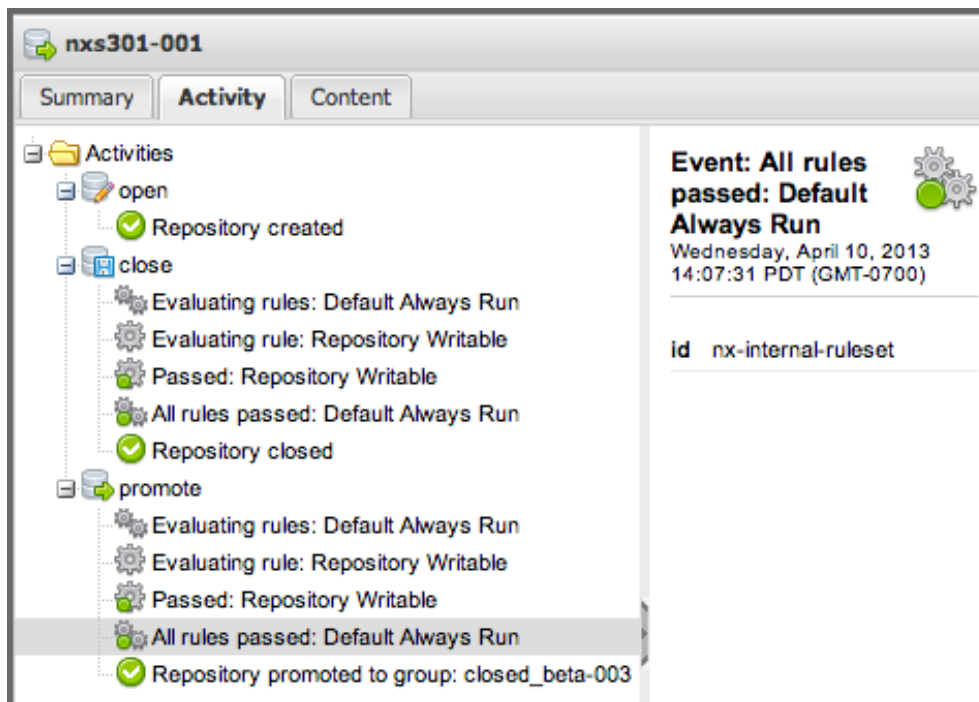 nxs301-001
Summary
Activity
Content
Activities
open
Repository created
close
Evaluating rules: Default Always Run
Evaluating rule: Repository Writable
Passed: Repository Writable
All rules passed: Default Always Run
Repository closed
promote
Evaluating rules: Default Always Run
Evaluating rule: Repository Writable
Passed: Repository Writable
All rules passed: Default Always Run
Repository promoted to group: closed_beta-003
Event: All rules
passed: Default
Always Run
Wednesday, April 10, 2013
14:07:31 PDT (GMT-0700)
id nx-internal-ruleset